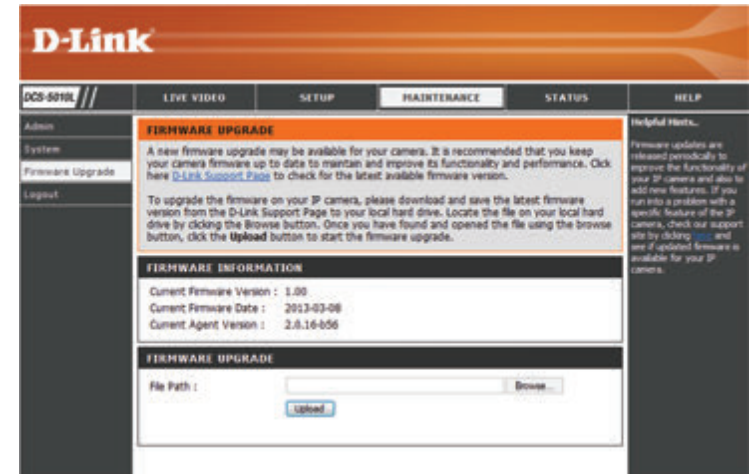 D-Link
DCS-5010L
LIVE VIDEO
SETUP
MAINTENANCE
STATUS
HELP
Admin
System
Firmware Upgrade
Logout
FIRMWARE UPGRADE
A new firmware upgrade may be available for your camera. It is recommended that you keep
your camera firmware up to date to maintain and improve its functionality and performance. Click
here D-Link Support Page to check for the latest available firmware version.
To upgrade the firmware on your IP camera, please download and save the latest firmware
version from the D-Link Support Page to your local hard drive. Locate the file on your local hard
drive by clicking the Browse button. Once you have found and opened the file using the browse
button, click the Upload button to start the firmware upgrade.
FIRMWARE INFORMATION
Current Firmware Version : 1.00
Current Firmware Date : 2013-03-08
Current Agent Version : 2.0.16-b56
FIRMWARE UPGRADE
File Path :
Browse...
Upload
Helpful Hints..
Firmware updates are
released periodically to
improve the functionality of
your IP camera and also to
add new features. If you
run into a problem with a
specific feature of the IP
camera, check our support
site by clicking here and
see if updated firmware is
available for your IP
camera.